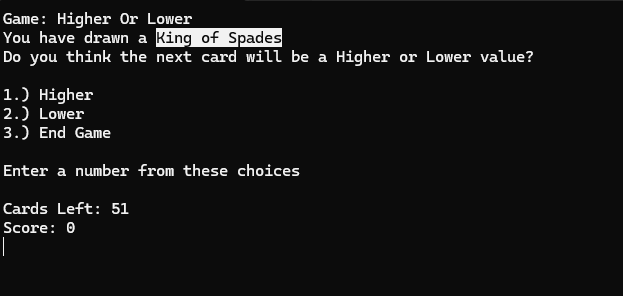 Game: Higher Or Lower
You have drawn a King of Spades
Do you think the next card will be a Higher or Lower value?
1.) Higher
2.) Lower
3.) End Game
Enter a number from these choices
Cards Left: 51
Score: 0